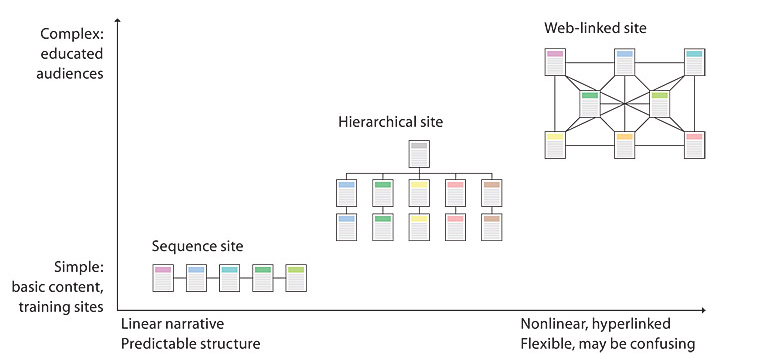 Complex:
educated
audiences
Web-linked site
Hierarchical site
Sequence site
Simple:
basic content,
training sites
Linear narrative
Predictable structure
Nonlinear, hyperlinked
Flexible, may be confusing